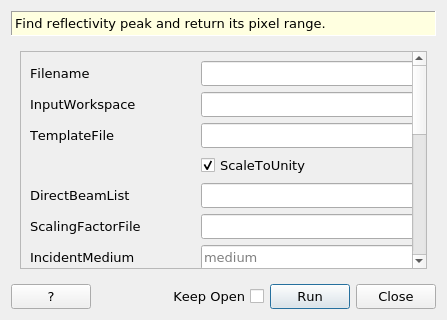 Find reflectivity peak and return its pixel range.
Filename
InputWorkspace
TemplateFile
ScaleToUnity
DirectBeamList
ScalingFactorFile
IncidentMedium medium
? Keep Open Run Close